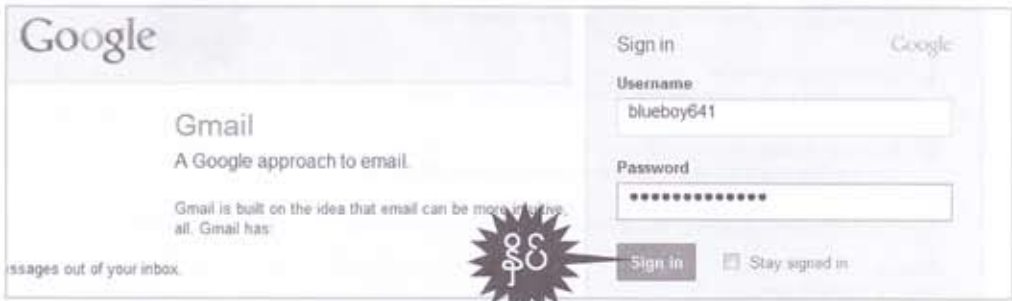 Google
Gmail
A Google approach to email.
Gmail is built on the idea that email can be more intuitive,
all. Gmail has:
ssages out of your inbox.
Sign in Google
Username
blueboy641
Password
•••••••••••••
နှိပ်
Sign in Stay signed in